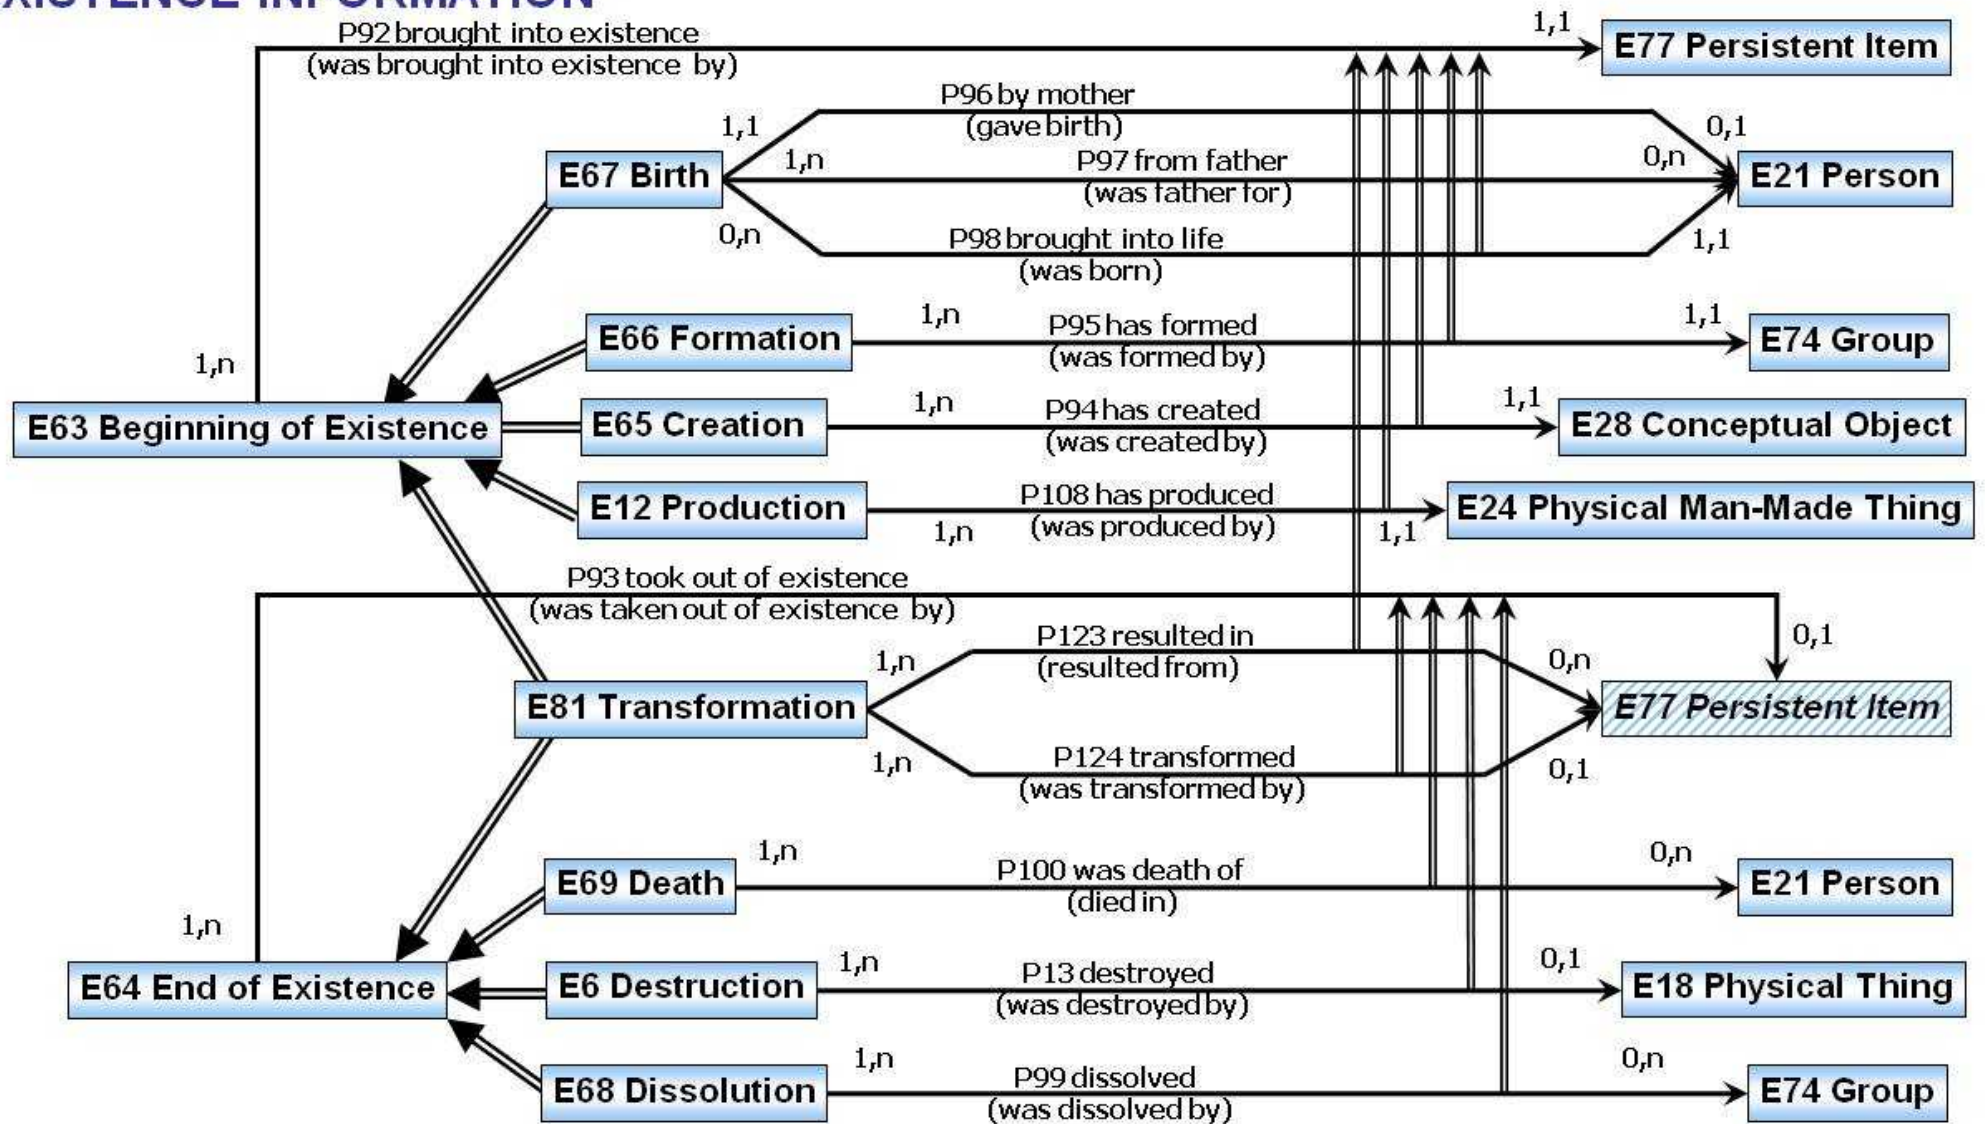 EXISTENCE INFORMATION
P92 brought into existence
(was brought into existence by)
1,1
E77 Persistent Item
P96 by mother
(gave birth)
1,1
0,1
E67 Birth
1,n
P97 from father
(was father for)
0,n
E21 Person
0,n
P98 brought into life
(was born)
1,1
E66 Formation
1,n
P95 has formed
(was formed by)
1,1
E74 Group
1,n
E63 Beginning of Existence
E65 Creation
1,n
P94 has created
(was created by)
1,1
E28 Conceptual Object
E12 Production
1,n
P108 has produced
(was produced by)
1,1
E24 Physical Man-Made Thing
P93 took out of existence
(was taken out of existence by)
0,1
P123 resulted in
(resulted from)
1,n
0,n
E81 Transformation
E77 Persistent Item
1,n
P124 transformed
(was transformed by)
0,1
E69 Death
1,n
P100 was death of
(died in)
0,n
E21 Person
1,n
E64 End of Existence
E6 Destruction
1,n
P13 destroyed
(was destroyed by)
0,1
E18 Physical Thing
E68 Dissolution
1,n
P99 dissolved
(was dissolved by)
0,n
E74 Group